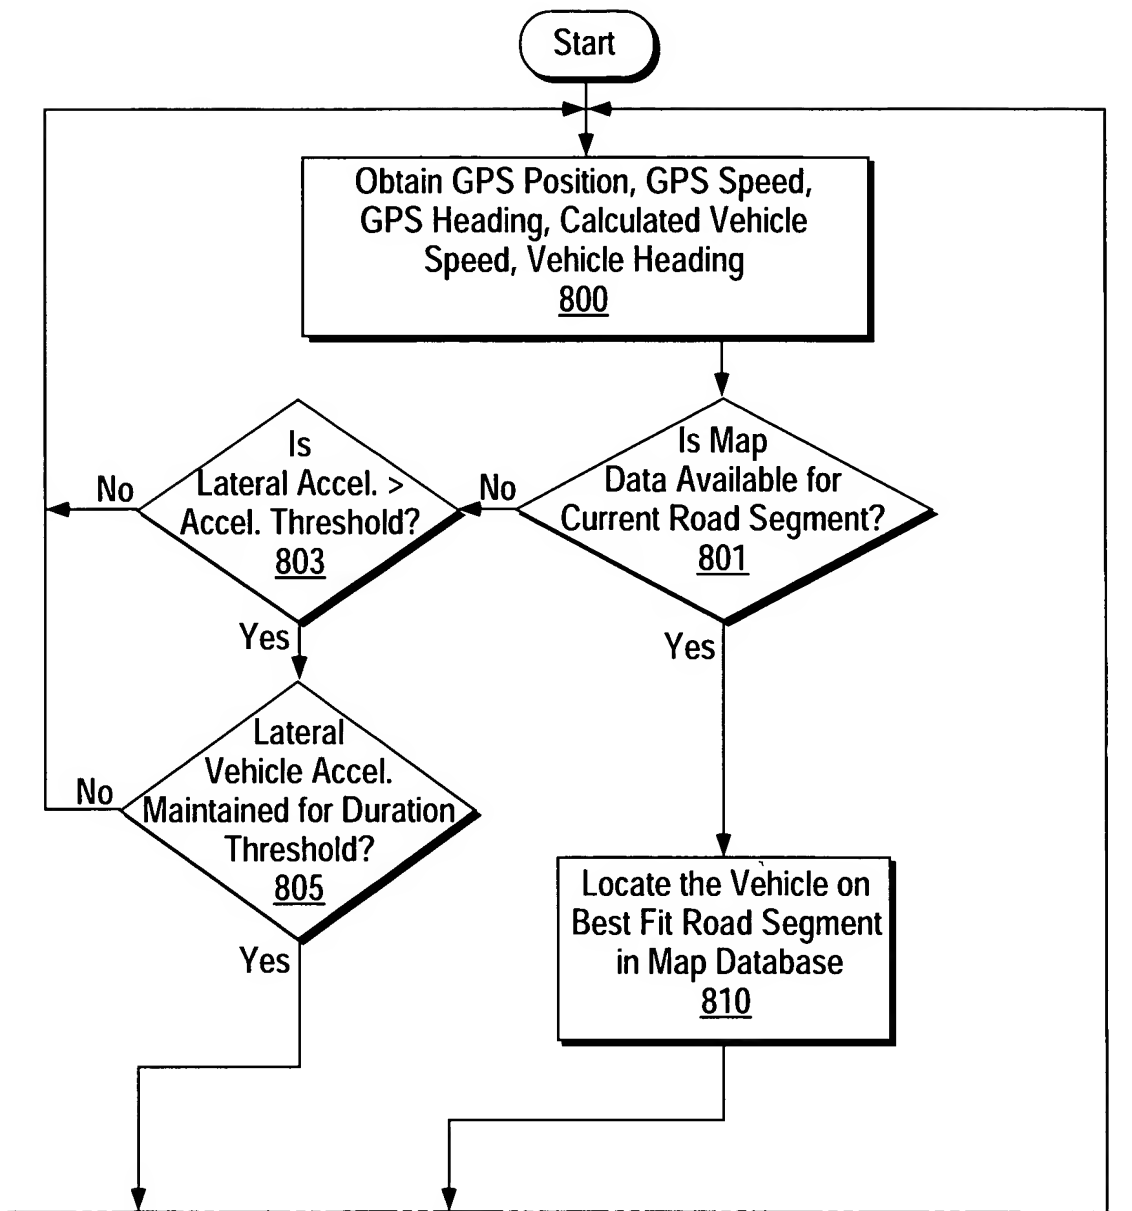 Start
Obtain GPS Position, GPS Speed,
GPS Heading, Calculated Vehicle
Speed, Vehicle Heading
800
Is
Lateral Accel. >
Accel. Threshold?
803
No
No
Is Map
Data Available for
Current Road Segment?
801
Yes
Yes
Lateral
Vehicle Accel.
Maintained for Duration
Threshold?
805
No
Yes
Locate the Vehicle on
Best Fit Road Segment
in Map Database
810